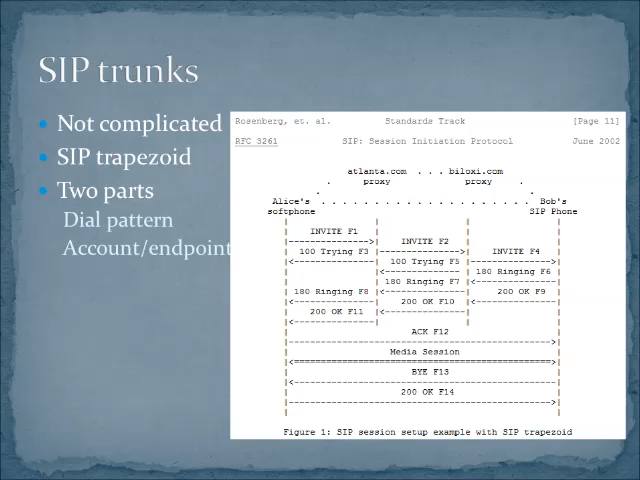 SIP trunks
Not complicated
SIP trapezoid
Two parts
Dial pattern
Account/endpoint
Rosenberg, et. al. Standards Track [Page 11]
RFC 3261 SIP: Session Initiation Protocol June 2002
atlanta.com . . . biloxi.com
. proxy proxy .
. .
Alice's . . . . . . . . . . . . . . . . . . . . Bob's
softphone SIP Phone
| | | |
| INVITE F1 | | |
|--------------->| INVITE F2 | |
| 100 Trying F3 |--------------->| INVITE F4 |
|<---------------| 100 Trying F5 |--------------->|
| |<-------------- | 180 Ringing F6 |
| | 180 Ringing F7 |<---------------|
| 180 Ringing F8 |<---------------| 200 OK F9 |
|<---------------| 200 OK F10 |<---------------|
| 200 OK F11 |<---------------| |
|<---------------| | |
| ACK F12 |
|------------------------------------------------->|
| Media Session |
|<================================================>|
| BYE F13 |
|<-------------------------------------------------|
| 200 OK F14 |
|------------------------------------------------->|
| |
Figure 1: SIP session setup example with SIP trapezoid